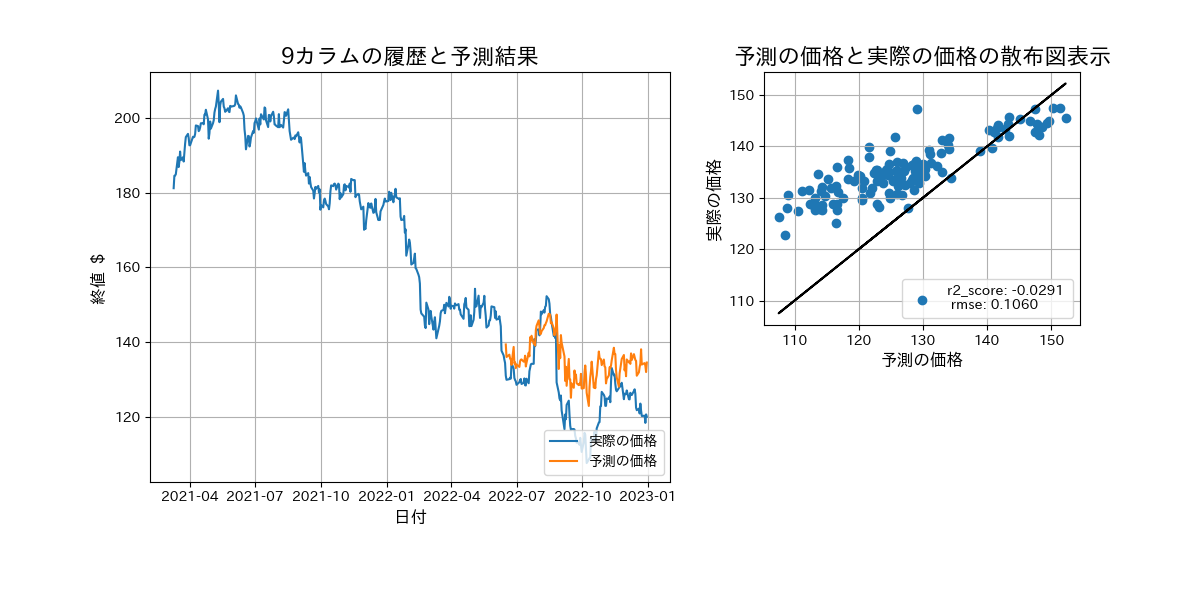 9カラムの履歴と予測結果
200
180
160
140
120
終値 $
2021-04 2021-07 2021-10 2022-01 2022-04 2022-07 2022-10 2023-01
日付
実際の価格
予測の価格
予測の価格と実際の価格の散布図表示
150
140
130
120
110
実際の価格
r2_score: -0.0291
rmse: 0.1060
110 120 130 140 150
予測の価格